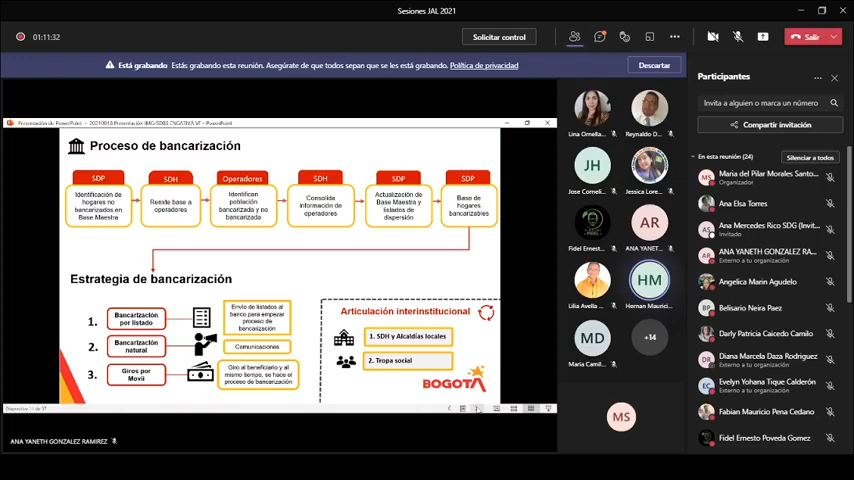 Sesiones JAL 2021
01:11:32
Solicitar control
Salir
Está grabando Estás grabando esta reunión. Asegúrate de que todos sepan que se les está grabando. Política de privacidad
Descartar
Proceso de bancarización
SDP
SDH
Operadores
SDH
SDP
SDP
Identificación de
hogares no
bancarizados en
Base Maestra
Remite base a
operadores
Identifican
población
bancarizada y no
bancarizada
Consolida
información de
operadores
Actualización de
Base Maestra y
listados de
dispersión
Base de
hogares
bancarizables
Estrategia de bancarización
1.
Bancarización
por listado
Envío de listados al
banco para empezar
proceso de
bancarización
2.
Bancarización
natural
Comunicaciones
3.
Giros por
Movii
Giro al beneficiario y al
mismo tiempo, se hace el
proceso de bancarización
Articulación interinstitucional
1. SDH y Alcaldías locales
2. Tropa social
BOGOTÁ
ANA YANETH GONZALEZ RAMIREZ
Lina Ornella...
Reynaldo D...
JH
Jose Corneli...
Jessica Lore...
Fidel Ernest...
AR
ANA YANET...
Lilia Avella ...
HM
Hernan Maurici...
MD
Maria Camil...
+14
MS
Participantes
Invita a alguien o marca un número
Compartir invitación
En esta reunión (24)
Silenciar a todos
MS
Maria del Pilar Morales Santo...
Organizador
Ana Elsa Torres
AS
Ana Mercedes Rico SDG (Invit...
Invitado
AR
ANA YANETH GONZALEZ RA...
Externo a tu organización
Angelica Marin Agudelo
BP
Belisario Neira Paez
Darly Patricia Caicedo Camilo
DR
Diana Marcela Daza Rodriguez
Externo a tu organización
EC
Evelyn Yohana Tique Calderón
Externo a tu organización
Fabian Mauricio Pena Cedano
Fidel Ernesto Poveda Gomez